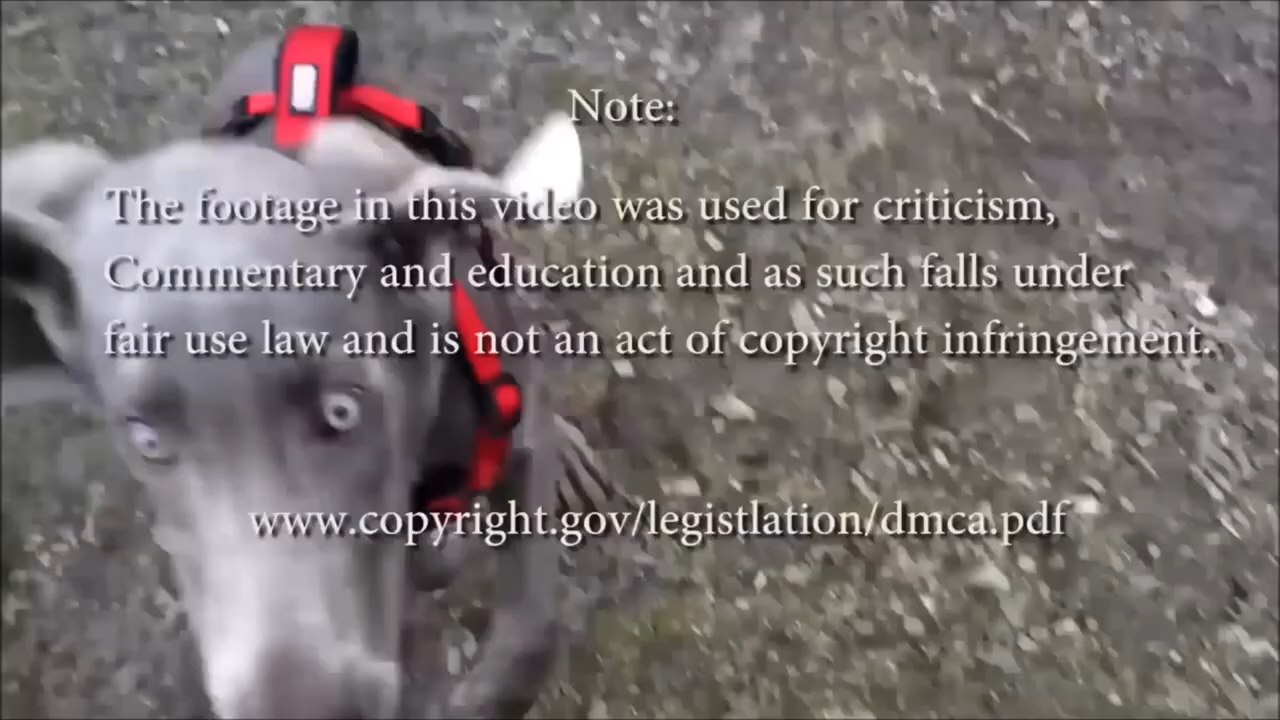 Note:
The footage in this video was used for criticism,
Commentary and education and as such falls under
fair use law and is not an act of copyright infringement.
www.copyright.gov/legistlation/dmca.pdf